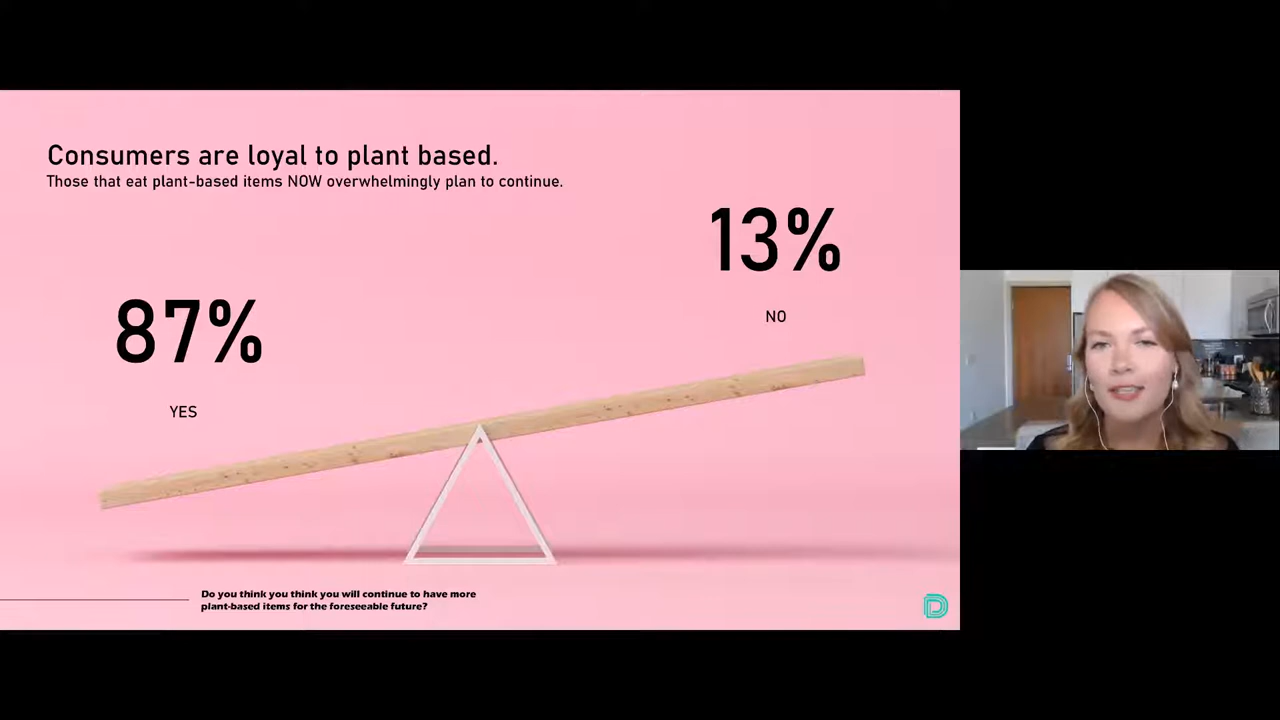 Consumers are loyal to plant based.
Those that eat plant-based items NOW overwhelmingly plan to continue.
13%
NO
87%
YES
Do you think you think you will continue to have more
plant-based items for the foreseeable future?